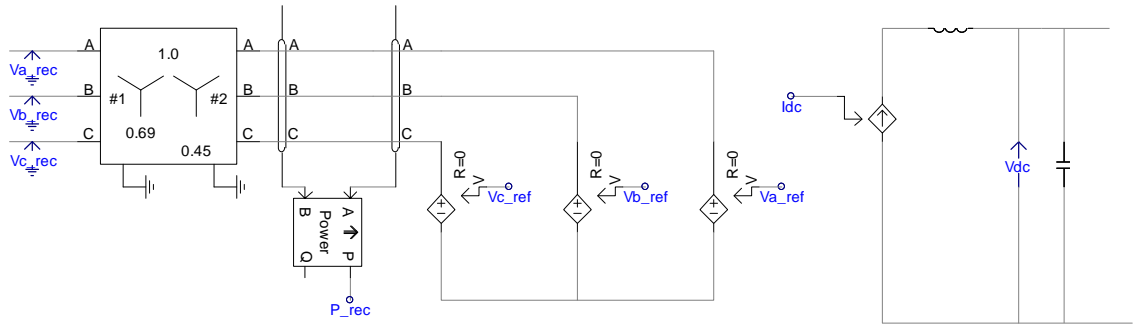 A
1.0
A
A
A
Va_rec
B
#1
#2
B
B
B
Idc
Vb_rec
C
0.69
0.45
C
C
C
Vc_rec
R=0
R=0
R=0
Vdc
V
V
V
Vc_ref
Vb_ref
Va_ref
+
-
+
-
+
-
B
A
Power
Q
P
P_rec